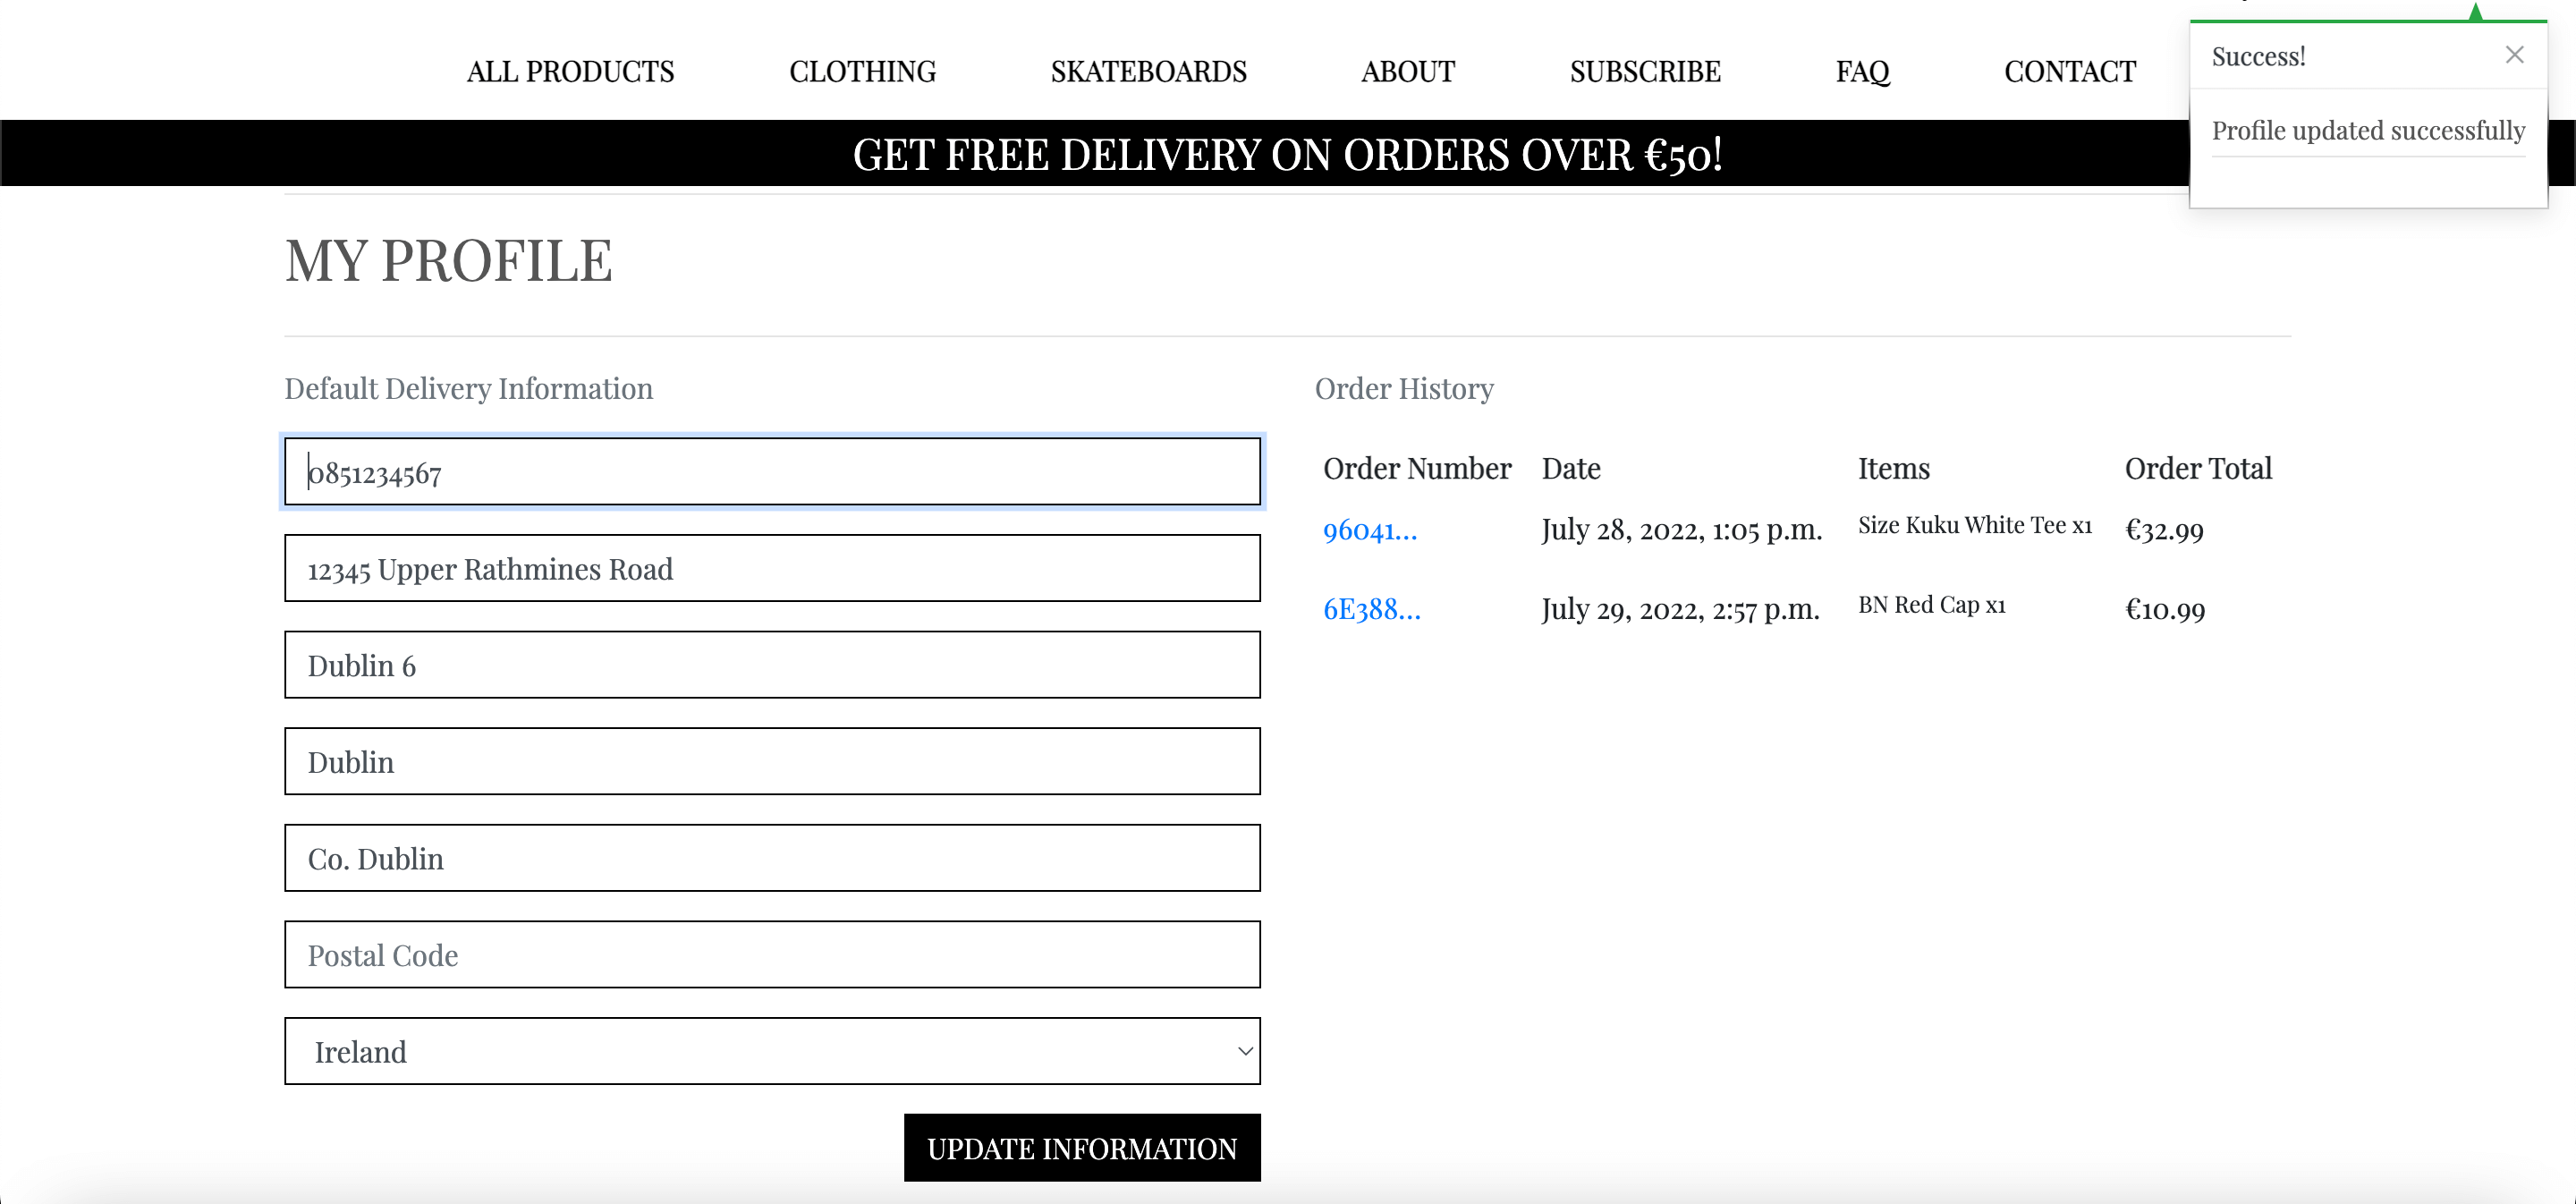 ALL PRODUCTS CLOTHING SKATEBOARDS ABOUT SUBSCRIBE FAQ CONTACT
Success!
Profile updated successfully
GET FREE DELIVERY ON ORDERS OVER €50!
MY PROFILE
Default Delivery Information
0851234567
12345 Upper Rathmines Road
Dublin 6
Dublin
Co. Dublin
Postal Code
Ireland
UPDATE INFORMATION
Order History
Order Number Date Items Order Total
96041... July 28, 2022, 1:05 p.m. Size Kuku White Tee x1 €32.99
6E388... July 29, 2022, 2:57 p.m. BN Red Cap x1 €10.99